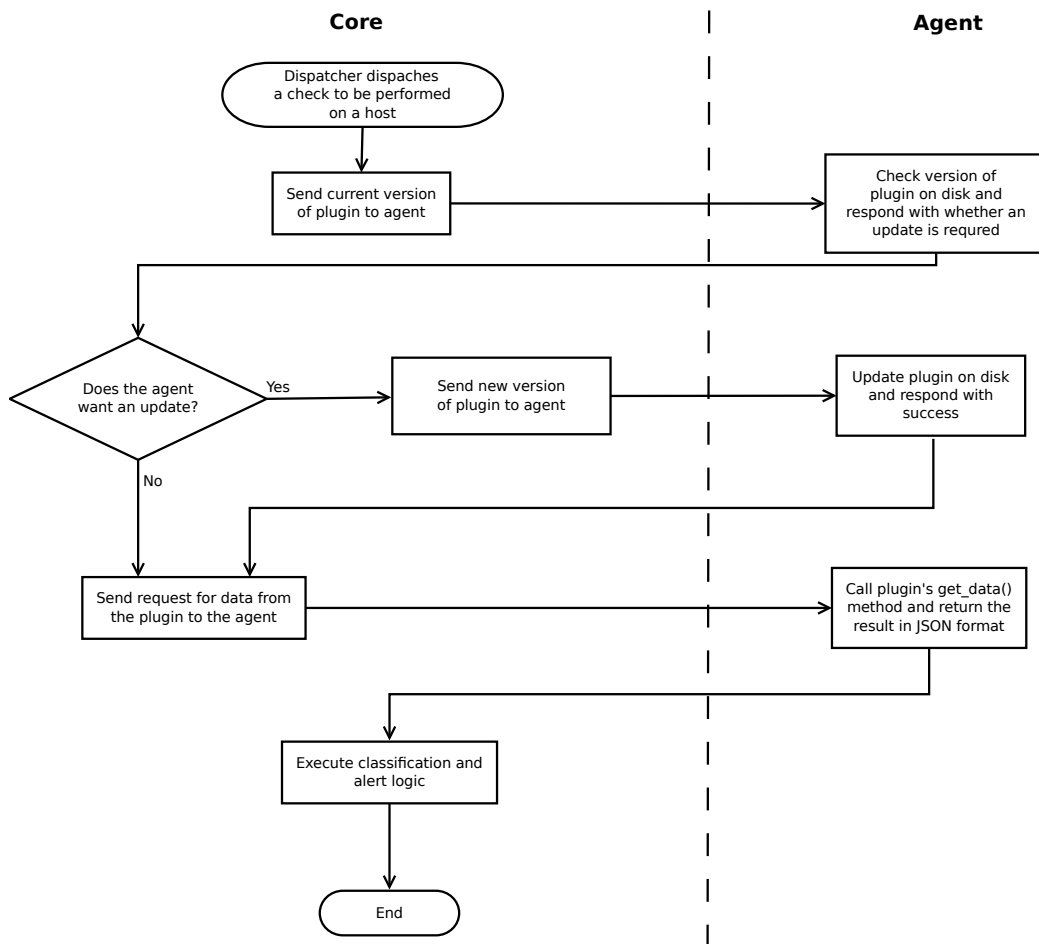 Core
Agent
Dispatcher dispaches
a check to be performed
on a host
Send current version
of plugin to agent
Check version of
plugin on disk and
respond with whether an
update is requred
Does the agent
want an update?
Yes
Send new version
of plugin to agent
Update plugin on disk
and respond with
success
No
Send request for data from
the plugin to the agent
Call plugin's get_data()
method and return the
result in JSON format
Execute classification and
alert logic
End